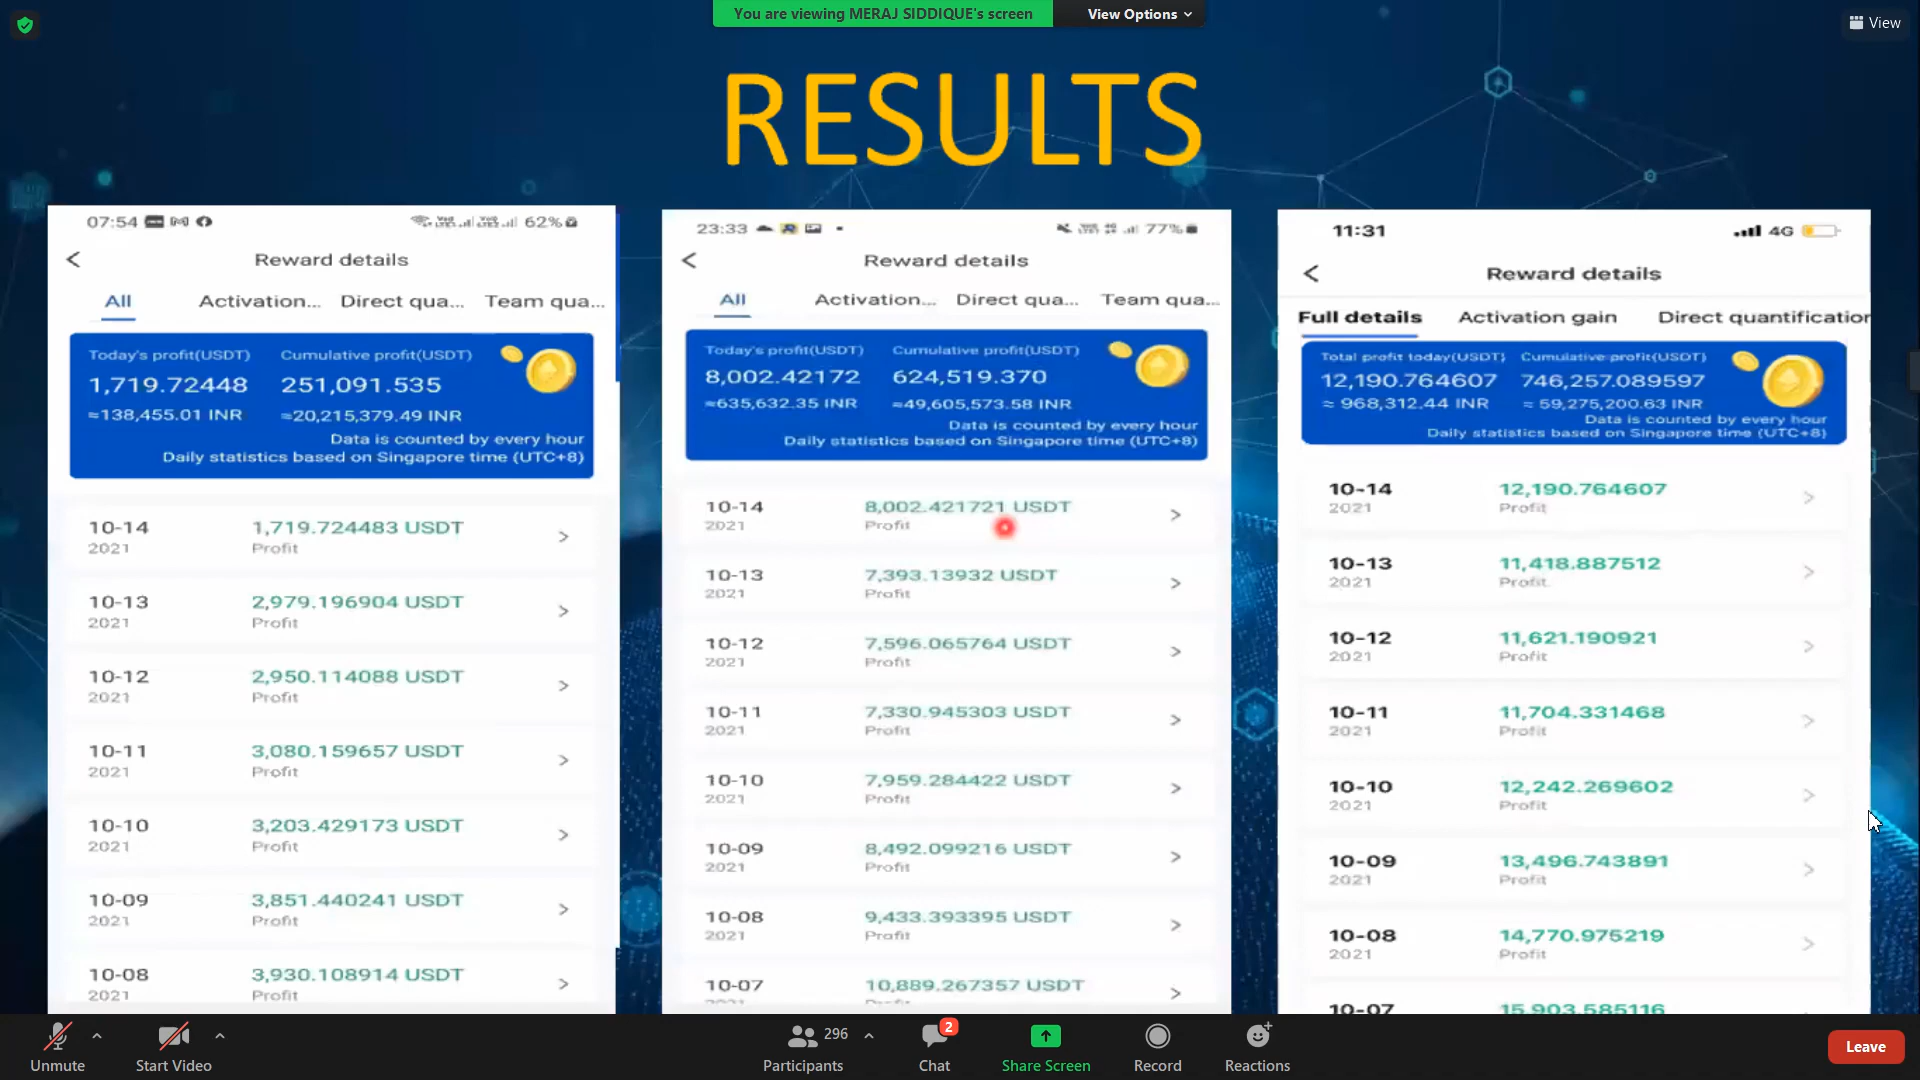 You are viewing MERAJ SIDDIQUE's screen
View Options
View
RESULTS
07:54
62%
Reward details
All Activation... Direct qua... Team qua...
Today's profit(USDT) Cumulative profit(USDT)
1,719.72448 251,091.535
≈138,455.01 INR ≈20,215,379.49 INR
Data is counted by every hour
Daily statistics based on Singapore time (UTC+8)
10-14 1,719.724483 USDT
2021 Profit
10-13 2,979.196904 USDT
2021 Profit
10-12 2,950.114088 USDT
2021 Profit
10-11 3,080.159657 USDT
2021 Profit
10-10 3,203.429173 USDT
2021 Profit
10-09 3,851.440241 USDT
2021 Profit
10-08 3,930.108914 USDT
2021 Profit
23:33
77%
Reward details
All Activation... Direct qua... Team qua...
Today's profit(USDT) Cumulative profit(USDT)
8,002.42172 624,519.370
≈635,632.35 INR ≈49,605,573.58 INR
Data is counted by every hour
Daily statistics based on Singapore time (UTC+8)
10-14 8,002.421721 USDT
2021 Profit
10-13 7,393.13932 USDT
2021 Profit
10-12 7,596.065764 USDT
2021 Profit
10-11 7,330.945303 USDT
2021 Profit
10-10 7,959.284422 USDT
2021 Profit
10-09 8,492.099216 USDT
2021 Profit
10-08 9,433.393395 USDT
2021 Profit
10-07 10,889.267357 USDT
11:31
4G
Reward details
Full details Activation gain Direct quantification
Total profit today(USDT) Cumulative profit(USDT)
12,190.764607 746,257.089597
≈ 968,312.44 INR ≈ 59,275,200.63 INR
Data is counted by every hour
Daily statistics based on Singapore time (UTC+8)
10-14 12,190.764607
2021 Profit
10-13 11,418.887512
2021 Profit
10-12 11,621.190921
2021 Profit
10-11 11,704.331468
2021 Profit
10-10 12,242.269602
2021 Profit
10-09 13,496.743891
2021 Profit
10-08 14,770.975219
2021 Profit
10-07 15,903.585116
Unmute
Start Video
296
Participants
2
Chat
Share Screen
Record
Reactions
Leave